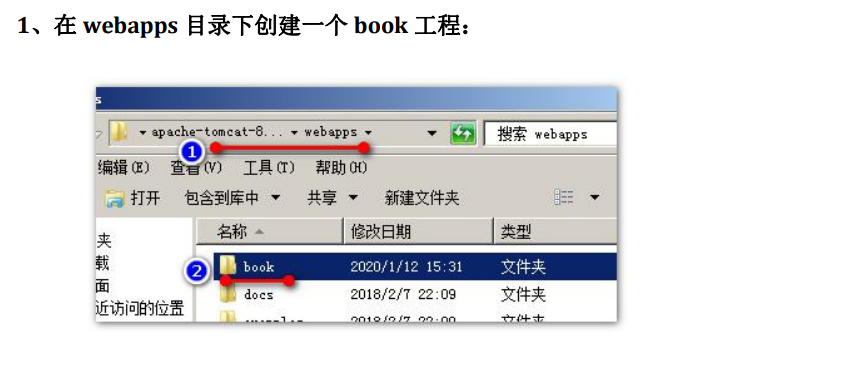 1、在 webapps 目录下创建一个 book 工程：
apache-tomcat-8... webapps 搜索 webapps
1
编辑(E) 查看(V) 工具(T) 帮助(H)
打开 包含到库中 共享 新建文件夹
名称 修改日期 类型
夹
载 2 book 2020/1/12 15:31 文件夹
面 docs 2018/2/7 22:09 文件夹
近访问的位置